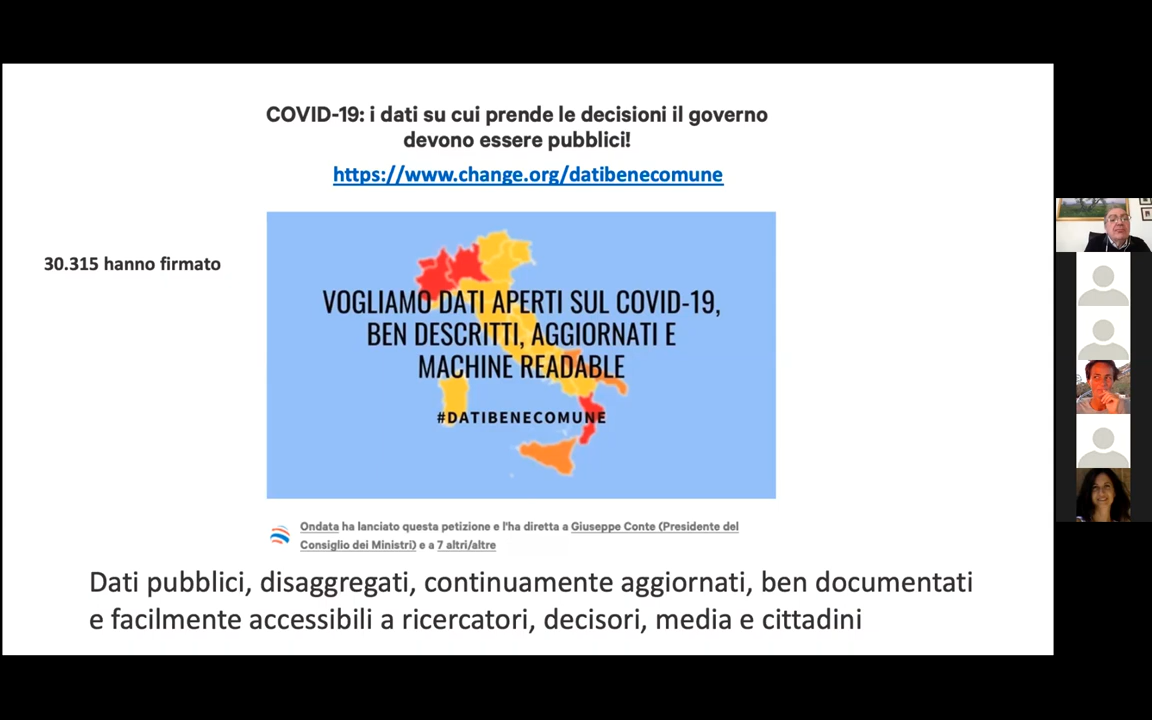 COVID-19: i dati su cui prende le decisioni il governo
devono essere pubblici!
https://www.change.org/datibenecomune
30.315 hanno firmato
VOGLIAMO DATI APERTI SUL COVID-19,
BEN DESCRITTI, AGGIORNATI E
MACHINE READABLE
#DATIBENECOMUNE
Ondata ha lanciato questa petizione e l'ha diretta a Giuseppe Conte (Presidente del
Consiglio dei Ministri) e a 7 altri/altre
Dati pubblici, disaggregati, continuamente aggiornati, ben documentati
e facilmente accessibili a ricercatori, decisori, media e cittadini